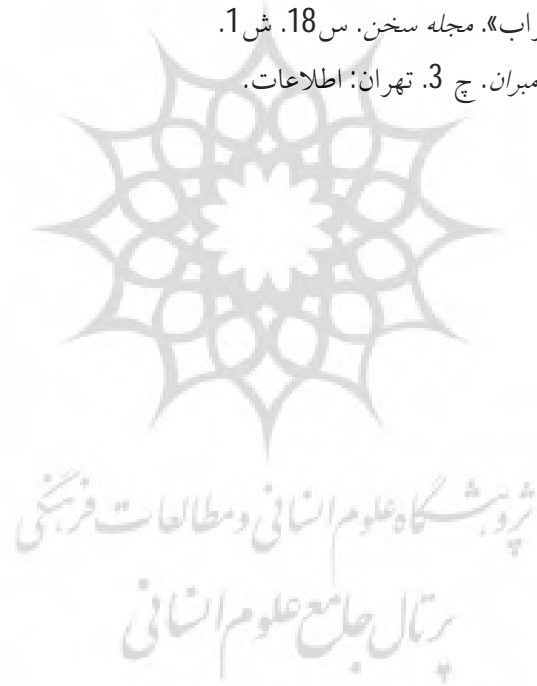 راب». مجله سخن. س18. ش1.
مبران. چ 3. تهران: اطلاعات.
پژوهشگاه علوم انسانی و مطالعات فرهنگی
پرتال جامع علوم انسانی